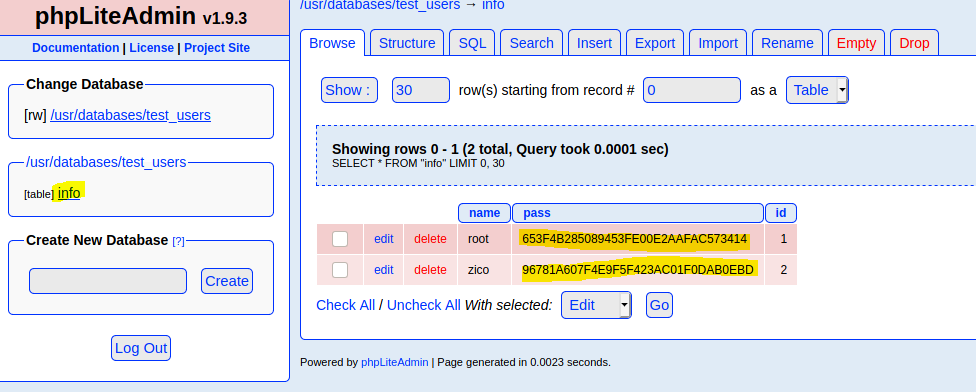 phpLiteAdmin v1.9.3
Documentation | License | Project Site
Change Database
[rw] /usr/databases/test_users
/usr/databases/test_users
[table] info
Create New Database [?]
Create
Log Out
/usr/databases/test_users → info
Browse Structure SQL Search Insert Export Import Rename Empty Drop
Show : 30 row(s) starting from record # 0 as a Table
Showing rows 0 - 1 (2 total, Query took 0.0001 sec)
SELECT * FROM "info" LIMIT 0, 30
name pass id
edit delete root 653F4B285089453FE00E2AAFAC573414 1
edit delete zico 96781A607F4E9F5F423AC01F0DAB0EBD 2
Check All / Uncheck All With selected: Edit Go
Powered by phpLiteAdmin | Page generated in 0.0023 seconds.